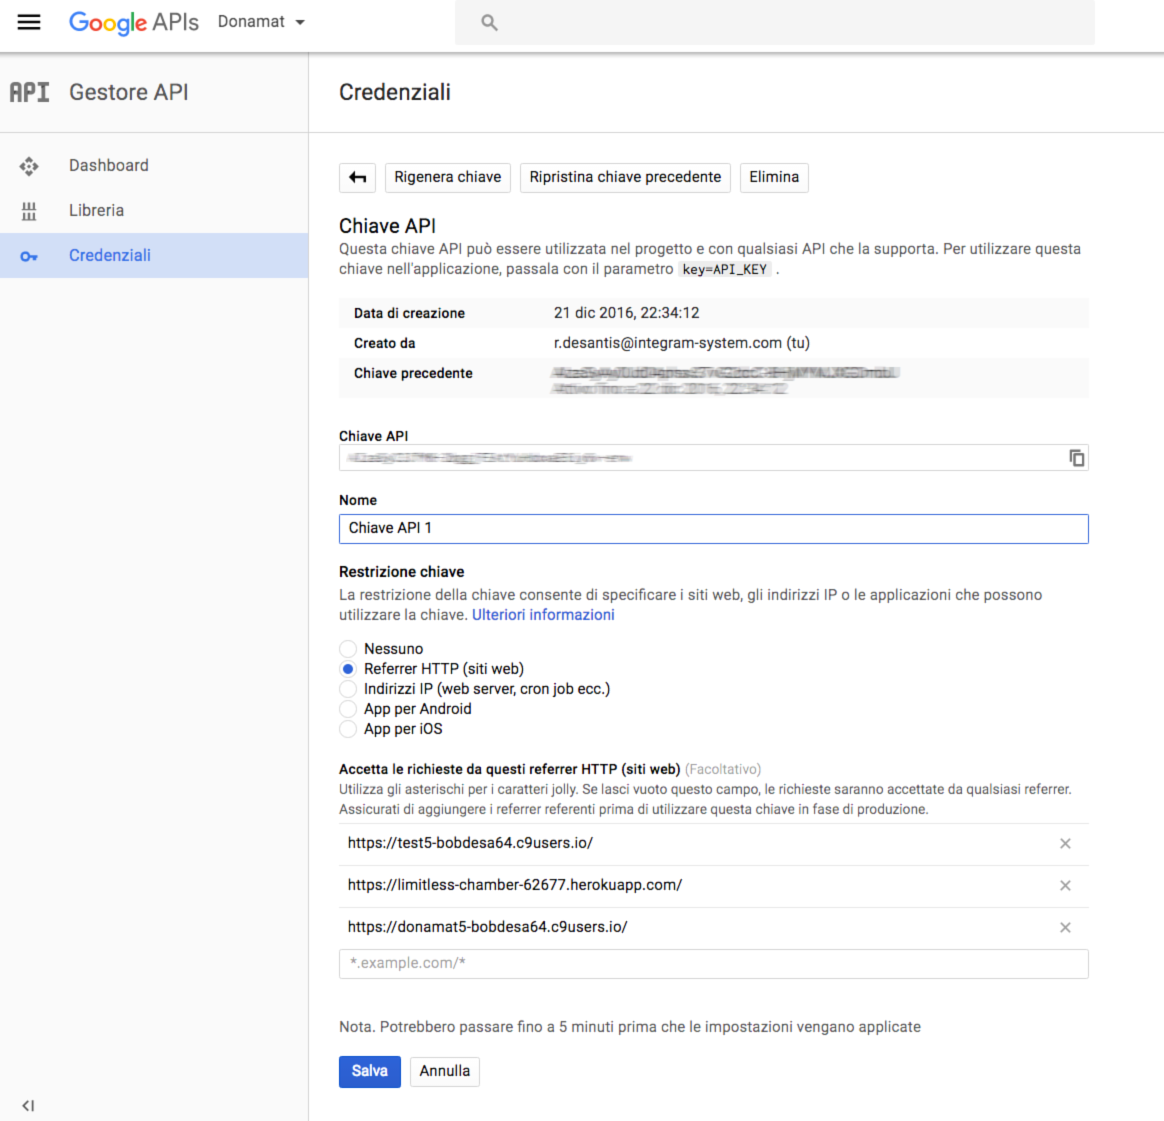 Google APIs Donamat
API Gestore API
Credenziali
Dashboard
Libreria
Credenziali
Rigenera chiave Ripristina chiave precedente Elimina
Chiave API
Questa chiave API può essere utilizzata nel progetto e con qualsiasi API che la supporta. Per utilizzare questa
chiave nell'applicazione, passala con il parametro key=API_KEY .
Data di creazione 21 dic 2016, 22:34:12
Creato da r.desantis@integram-system.com (tu)
Chiave precedente
Chiave API
Nome
Chiave API 1
Restrizione chiave
La restrizione della chiave consente di specificare i siti web, gli indirizzi IP o le applicazioni che possono
utilizzare la chiave. Ulteriori informazioni
Nessuno
Referrer HTTP (siti web)
Indirizzi IP (web server, cron job ecc.)
App per Android
App per iOS
Accetta le richieste da questi referrer HTTP (siti web) (Facoltativo)
Utilizza gli asterischi per i caratteri jolly. Se lasci vuoto questo campo, le richieste saranno accettate da qualsiasi referrer.
Assicurati di aggiungere i referrer referenti prima di utilizzare questa chiave in fase di produzione.
https://test5-bobdesa64.c9users.io/
https://limitless-chamber-62677.herokuapp.com/
https://donamat5-bobdesa64.c9users.io/
*.example.com/*
Nota. Potrebbero passare fino a 5 minuti prima che le impostazioni vengano applicate
Salva Annulla